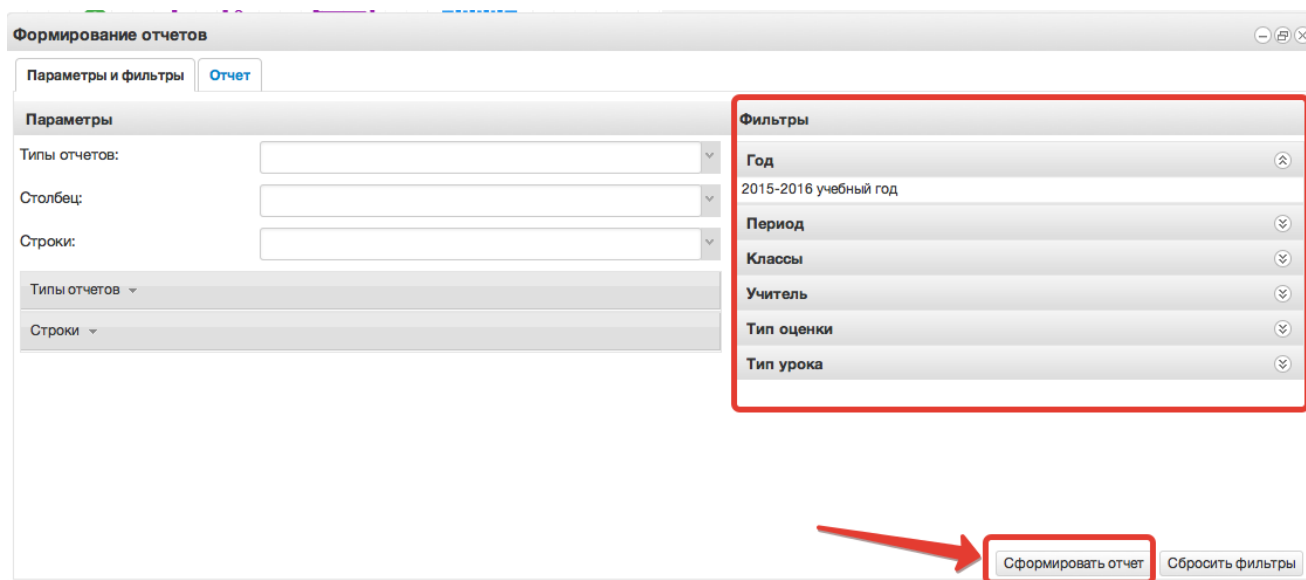 Формирование отчетов
Параметры и фильтры Отчет
Параметры
Типы отчетов:
Столбец:
Строки:
Типы отчетов
Строки
Фильтры
Год
2015-2016 учебный год
Период
Классы
Учитель
Тип оценки
Тип урока
Сформировать отчет Сбросить фильтры